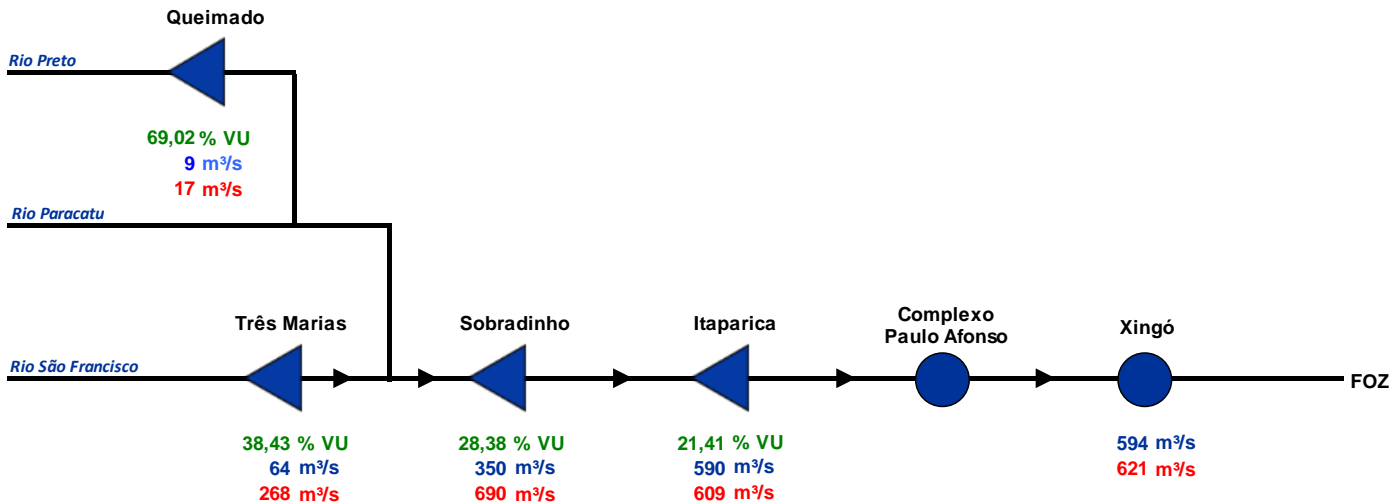 Queimado
Rio Preto
69,02 % VU
9 m³/s
17 m³/s
Rio Paracatu
Três Marias
Sobradinho
Itaparica
Complexo
Paulo Afonso
Xingó
Rio São Francisco
FOZ
38,43 % VU
64 m³/s
268 m³/s
28,38 % VU
350 m³/s
690 m³/s
21,41 % VU
590 m³/s
609 m³/s
594 m³/s
621 m³/s